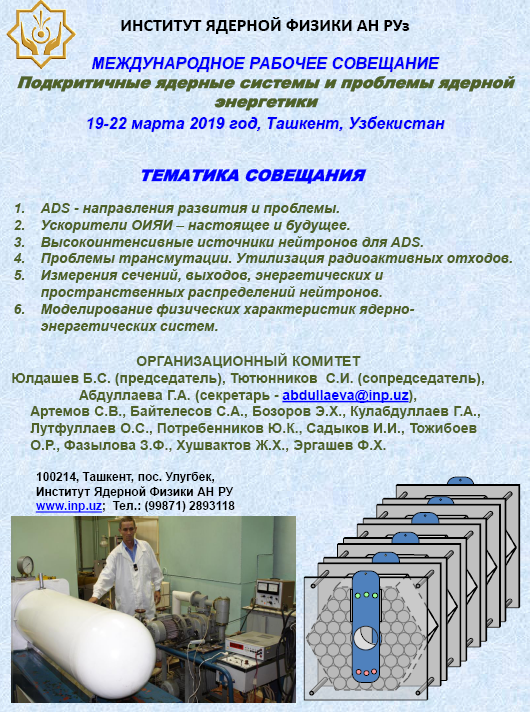 ИНСТИТУТ ЯДЕРНОЙ ФИЗИКИ АН РУз
МЕЖДУНАРОДНОЕ РАБОЧЕЕ СОВЕЩАНИЕ
Подкритичные ядерные системы и проблемы ядерной
энергетики
19-22 марта 2019 год, Ташкент, Узбекистан
ТЕМАТИКА СОВЕЩАНИЯ
1. ADS - направления развития и проблемы.
2. Ускорители ОИЯИ – настоящее и будущее.
3. Высокоинтенсивные источники нейтронов для ADS.
4. Проблемы трансмутации. Утилизация радиоактивных отходов.
5. Измерения сечений, выходов, энергетических и
пространственных распределений нейтронов.
6. Моделирование физических характеристик ядерно-
энергетических систем.
ОРГАНИЗАЦИОННЫЙ КОМИТЕТ
Юлдашев Б.С. (председатель), Тютюнников С.И. (сопредседатель),
Абдуллаева Г.А. (секретарь - abdullaeva@inp.uz),
Артемов С.В., Байтелесов С.А., Бозоров Э.Х., Кулабдуллаев Г.А.,
Лутфуллаев О.С., Потребенников Ю.К., Садыков И.И., Тожибоев
О.Р., Фазылова З.Ф., Хушвактов Ж.Х., Эргашев Ф.Х.
100214, Ташкент, пос. Улугбек,
Институт Ядерной Физики АН РУ
www.inp.uz; Тел.: (99871) 2893118